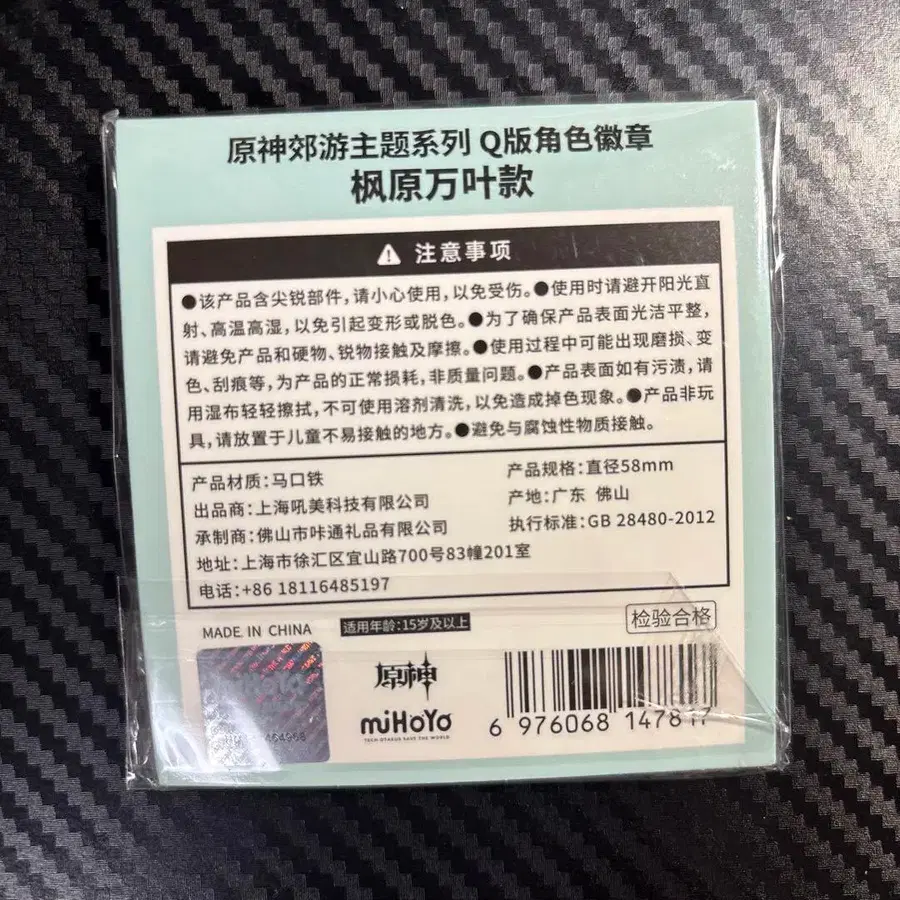 原神郊游主题系列 Q版角色徽章
枫原万叶款
注意事项
●该产品含尖锐部件,请小心使用,以免受伤。●使用时请避开阳光直
射、高温高湿,以免引起变形或脱色。●为了确保产品表面光洁平整,
请避免产品和硬物、锐物接触及摩擦。●使用过程中可能出现磨损、变
色、刮痕等,为产品的正常损耗,非质量问题。●产品表面如有污渍,请
用湿布轻轻擦拭,不可使用溶剂清洗,以免造成掉色现象。●产品非玩
具,请放置于儿童不易接触的地方。●避免与腐蚀性物质接触。
产品材质:马口铁
产品规格:直径58mm
出品商:上海吼美科技有限公司
产地:广东 佛山
承制商:佛山市咔通礼品有限公司
执行标准:GB 28480-2012
地址:上海市徐汇区宜山路700号83幢201室
电话:+86 18116485197
MADE IN CHINA
适用年龄:15岁及以上
检验合格
原神
miHoYo
TECH OTAKUS SAVE THE WORLD
6 976068 147817